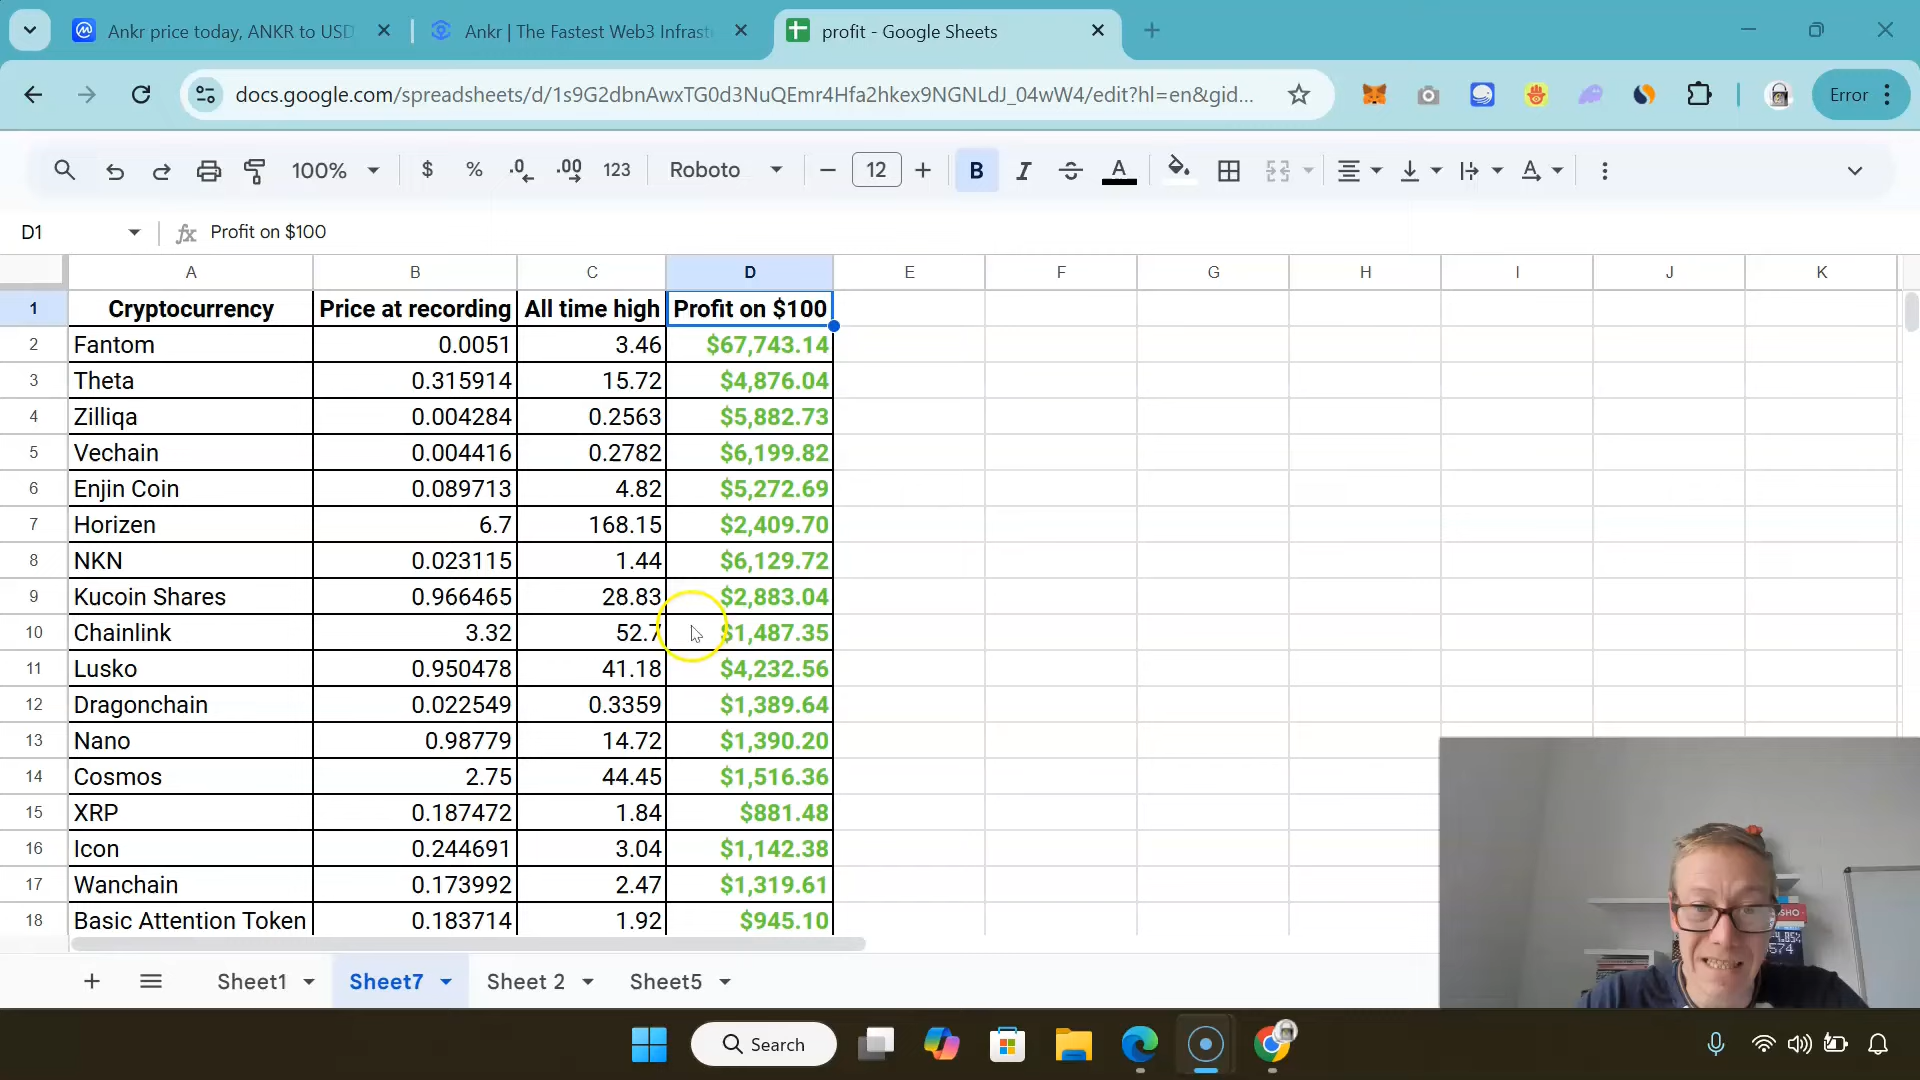 Ankr price today, ANKR to USD
Ankr | The Fastest Web3 Infrast
profit - Google Sheets
docs.google.com/spreadsheets/d/1s9G2dbnAwxTG0d3NuQEmr4Hfa2hkex9NGNLdJ_04wW4/edit?hl=en&gid...
Error
100% $ % .0 .00 123 Roboto 12 B I A A
D1 fx Profit on $100
A B C D E F G H I J K
1 Cryptocurrency Price at recording All time high Profit on $100
2 Fantom 0.0051 3.46 $67,743.14
3 Theta 0.315914 15.72 $4,876.04
4 Zilliqa 0.004284 0.2563 $5,882.73
5 Vechain 0.004416 0.2782 $6,199.82
6 Enjin Coin 0.089713 4.82 $5,272.69
7 Horizen 6.7 168.15 $2,409.70
8 NKN 0.023115 1.44 $6,129.72
9 Kucoin Shares 0.966465 28.83 $2,883.04
10 Chainlink 3.32 52.7 $1,487.35
11 Lusko 0.950478 41.18 $4,232.56
12 Dragonchain 0.022549 0.3359 $1,389.64
13 Nano 0.98779 14.72 $1,390.20
14 Cosmos 2.75 44.45 $1,516.36
15 XRP 0.187472 1.84 $881.48
16 Icon 0.244691 3.04 $1,142.38
17 Wanchain 0.173992 2.47 $1,319.61
18 Basic Attention Token 0.183714 1.92 $945.10
Sheet1 Sheet7 Sheet 2 Sheet5
Search